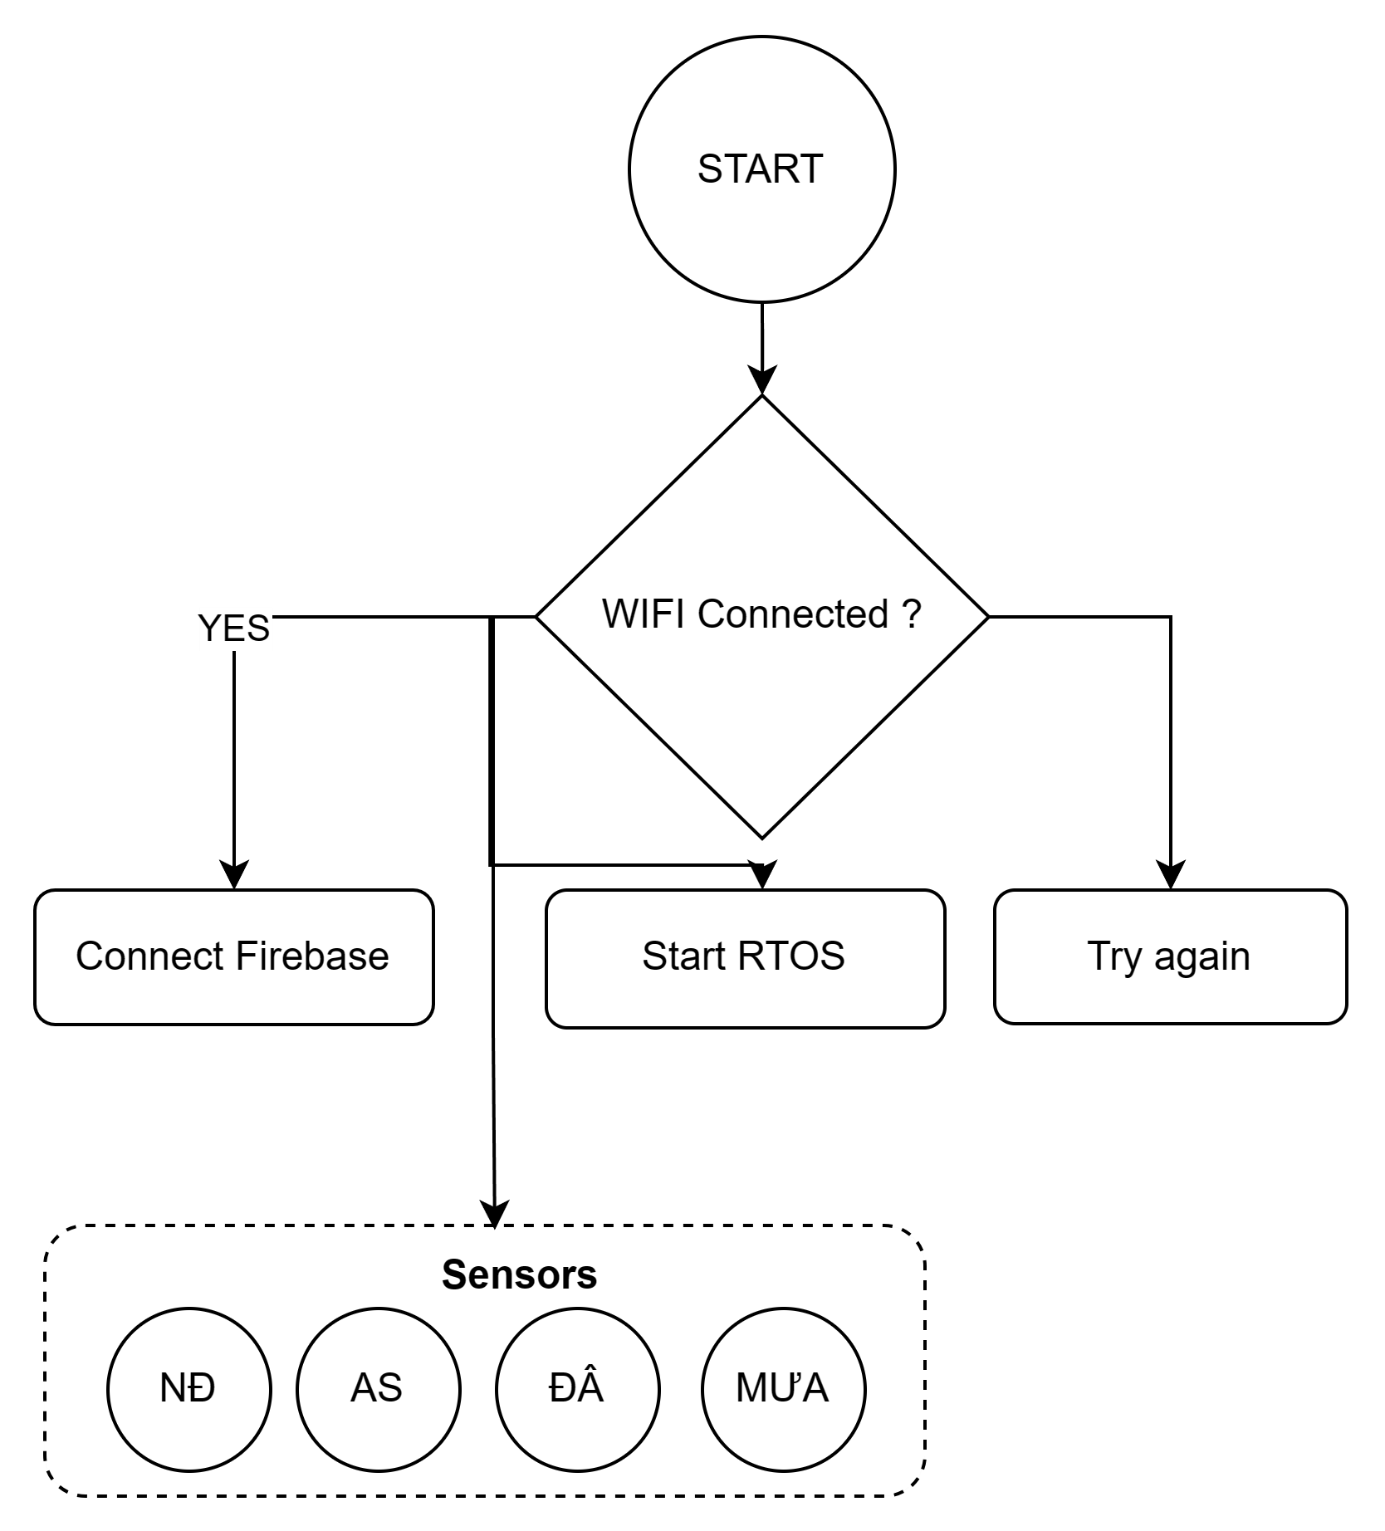 START
WIFI Connected ?
YES
Connect Firebase
Start RTOS
Try again
Sensors
NĐ
AS
ĐÂ
MƯA